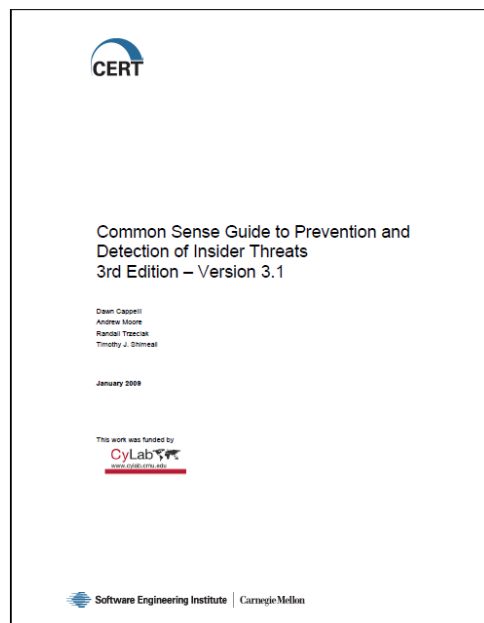 CERT
Common Sense Guide to Prevention and
Detection of Insider Threats
3rd Edition – Version 3.1
Dawn Cappelli
Andrew Moore
Randall Trzeciak
Timothy J. Shimeall
January 2009
This work was funded by
CyLab
www.cylab.cmu.edu
Software Engineering Institute | Carnegie Mellon